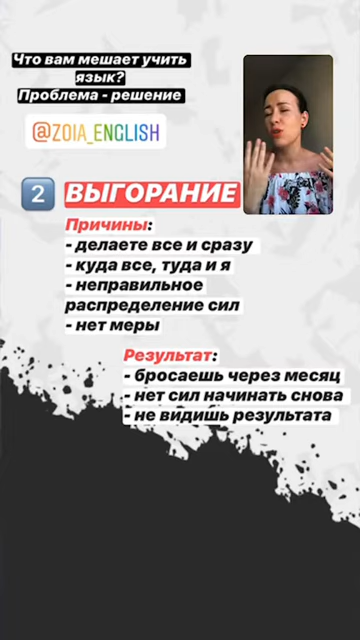 Что вам мешает учить
язык?
Проблема - решение
@ZOIA_ENGLISH
2 ВЫГОРАНИЕ
Причины:
- делаете все и сразу
- куда все, туда и я
- неправильное
распределение сил
- нет меры
Результат:
- бросаешь через месяц
- нет сил начинать снова
- не видишь результата